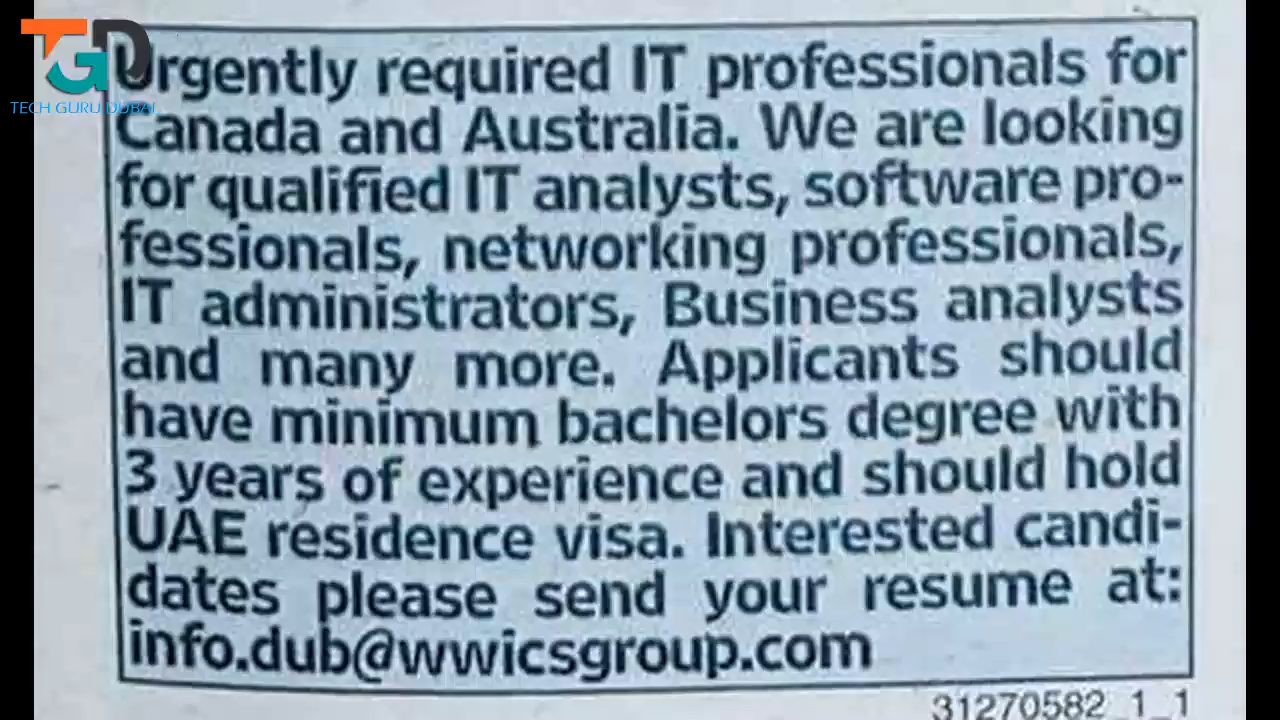 TGD
TECH GURU DUBAI
Urgently required IT professionals for
Canada and Australia. We are looking
for qualified IT analysts, software pro-
fessionals, networking professionals,
IT administrators, Business analysts
and many more. Applicants should
have minimum bachelors degree with
3 years of experience and should hold
UAE residence visa. Interested candi-
dates please send your resume at:
info.dub@wwicsgroup.com
31270582_1_1